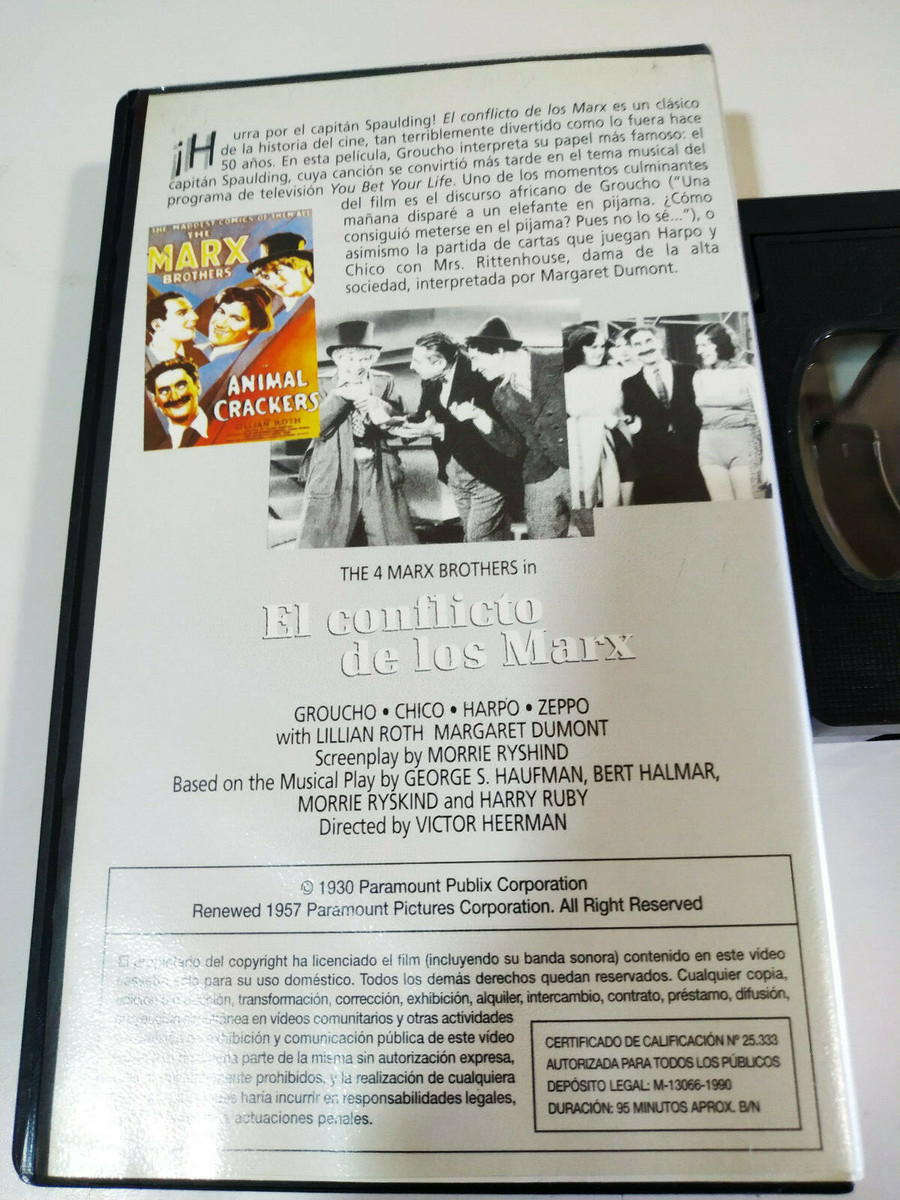 ¡Hurra por el capitán Spaulding! El conflicto de los Marx es un clásico
de la historia del cine, tan terriblemente divertido como lo fuera hace
50 años. En esta película, Groucho interpreta su papel más famoso: el
capitán Spaulding, cuya canción se convirtió más tarde en el tema musical del
programa de televisión You Bet Your Life. Uno de los momentos culminantes
del film es el discurso africano de Groucho ("Una
mañana disparé a un elefante en pijama. ¿Cómo
consiguió meterse en el pijama? Pues no lo sé..."), o
asimismo la partida de cartas que juegan Harpo y
Chico con Mrs. Rittenhouse, dama de la alta
sociedad, interpretada por Margaret Dumont.
THE MADDEST COMICS OF THEM ALL
THE
MARX
BROTHERS
IN
ANIMAL
CRACKERS
LILLIAN ROTH
THE 4 MARX BROTHERS in
El conflicto
de los Marx
GROUCHO • CHICO • HARPO • ZEPPO
with LILLIAN ROTH MARGARET DUMONT
Screenplay by MORRIE RYSHIND
Based on the Musical Play by GEORGE S. HAUFMAN, BERT HALMAR,
MORRIE RYSKIND and HARRY RUBY
Directed by VICTOR HEERMAN
© 1930 Paramount Publix Corporation
Renewed 1957 Paramount Pictures Corporation. All Right Reserved
El propietario del copyright ha licenciado el film (incluyendo su banda sonora) contenido en este vídeo
sólo para su uso doméstico. Todos los demás derechos quedan reservados. Cualquier copia,
transformación, corrección, exhibición, alquiler, intercambio, contrato, préstamo, difusión,
en vídeos comunitarios y otras actividades
exhibición y comunicación pública de este vídeo
parte de la misma sin autorización expresa,
prohibidos, y la realización de cualquiera
haría incurrir en responsabilidades legales,
actuaciones penales.
CERTIFICADO DE CALIFICACIÓN Nº 25.333
AUTORIZADA PARA TODOS LOS PÚBLICOS
DEPÓSITO LEGAL: M-13066-1990
DURACIÓN: 95 MINUTOS APROX. B/N